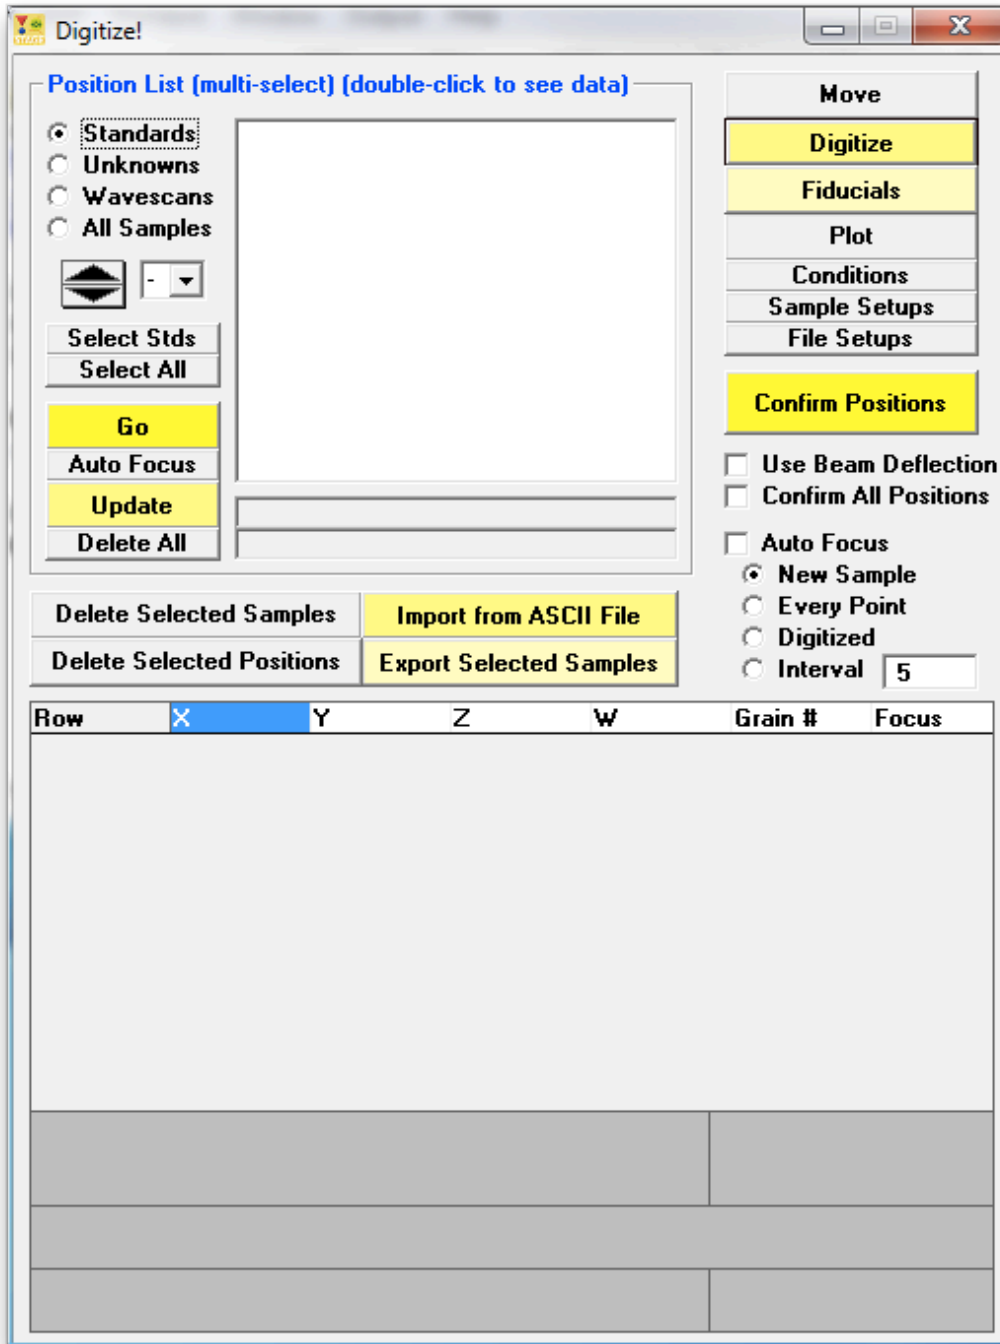 Digitize!
Position List (multi-select) (double-click to see data)
Standards
Unknowns
Wavescans
All Samples
-
Select Stds
Select All
Go
Auto Focus
Update
Delete All
Move
Digitize
Fiducials
Plot
Conditions
Sample Setups
File Setups
Confirm Positions
Use Beam Deflection
Confirm All Positions
Auto Focus
New Sample
Every Point
Digitized
Interval 5
Delete Selected Samples Import from ASCII File
Delete Selected Positions Export Selected Samples
Row X Y Z W Grain # Focus